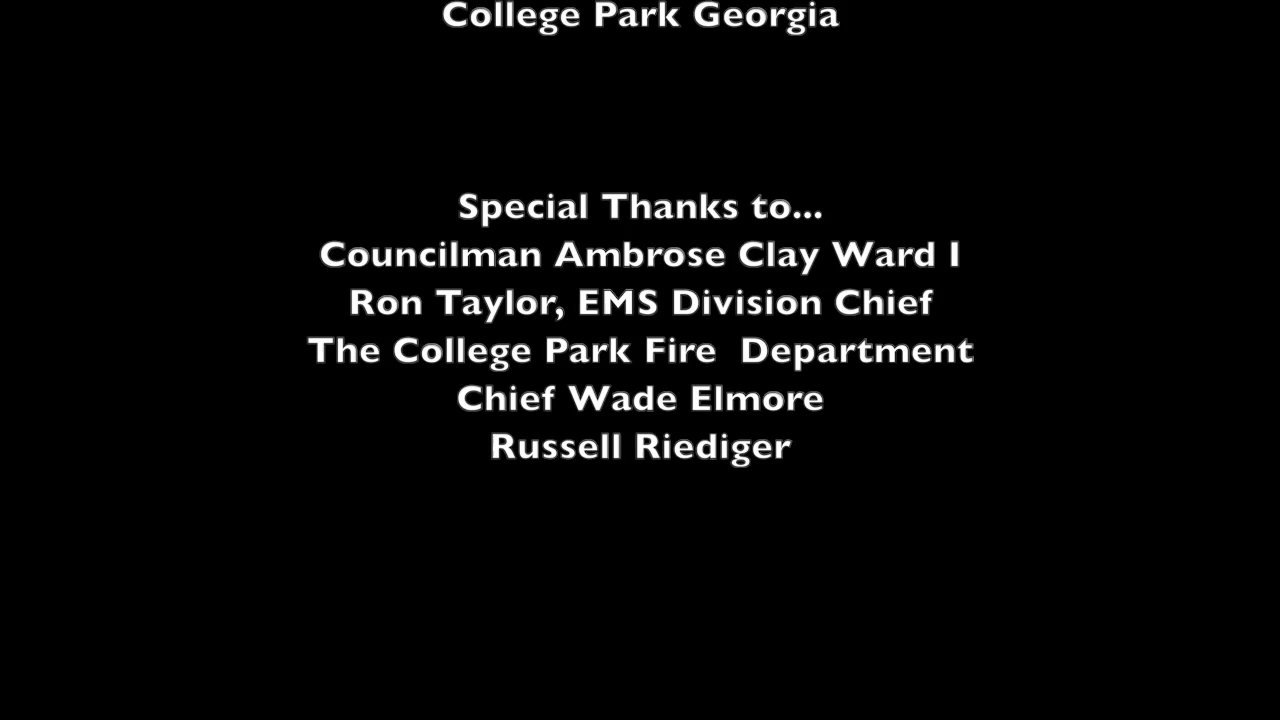 College Park Georgia
Special Thanks to...
Councilman Ambrose Clay Ward I
Ron Taylor, EMS Division Chief
The College Park Fire  Department
Chief Wade Elmore
Russell Riediger